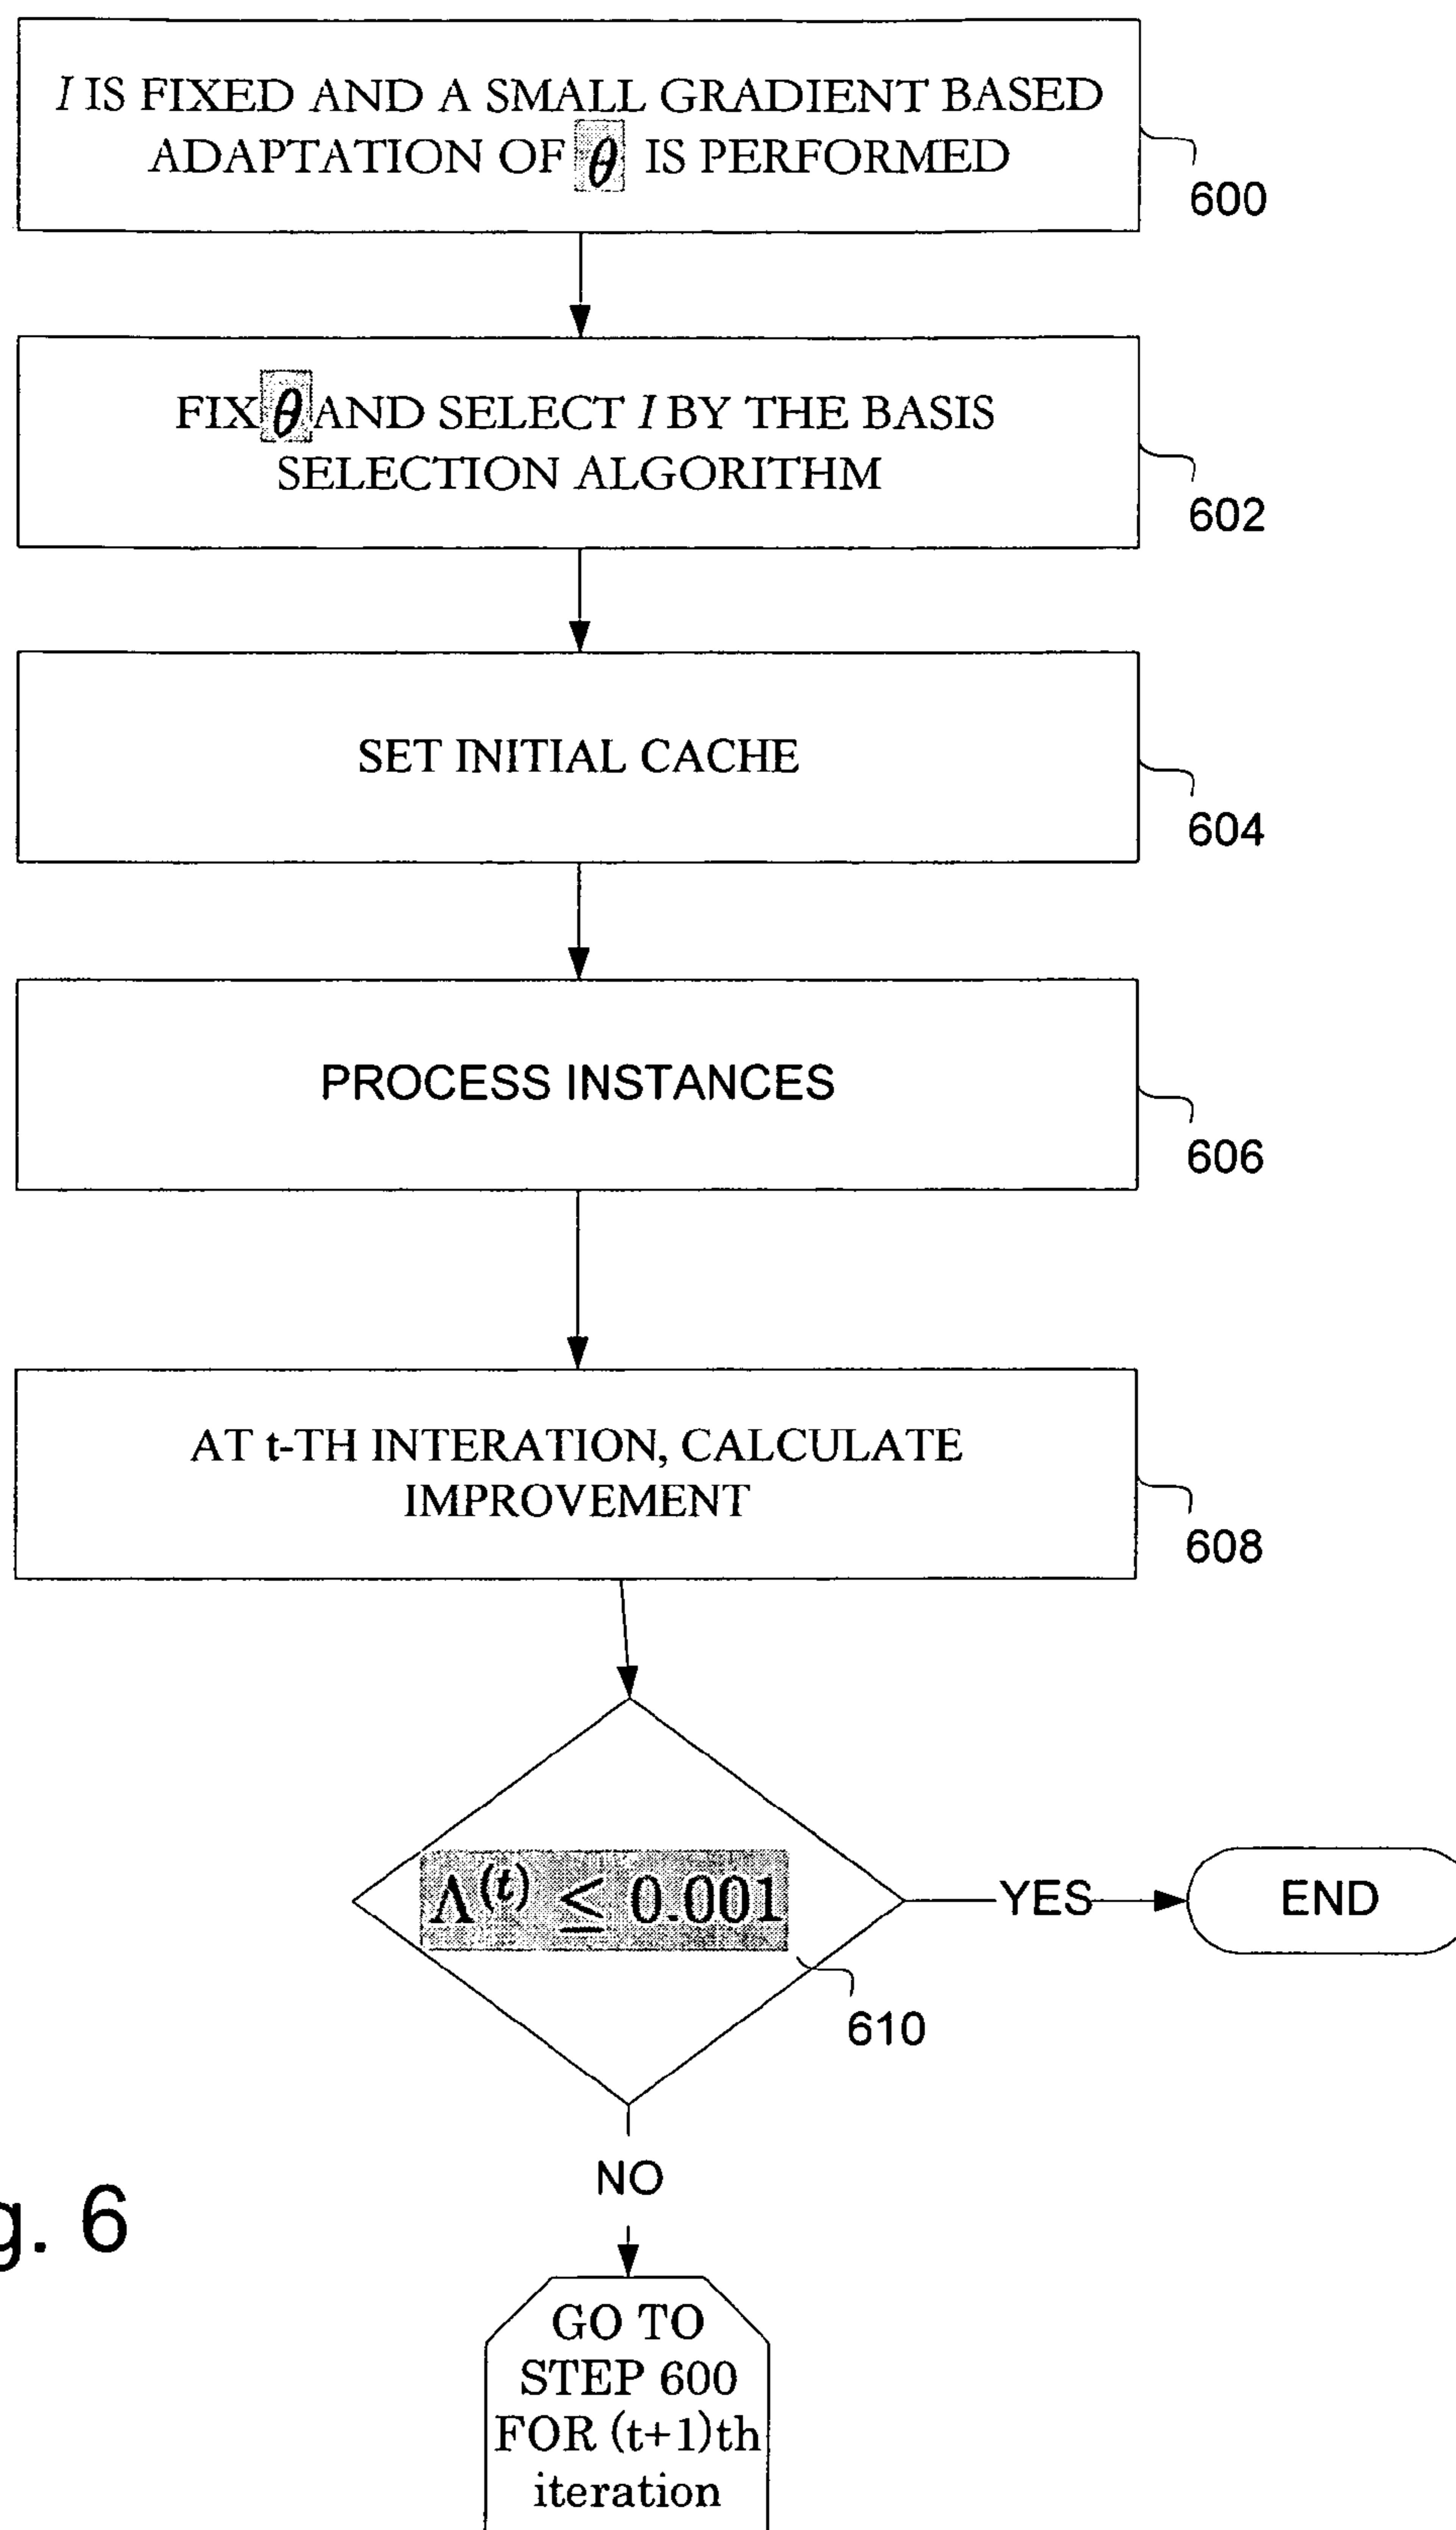 I IS FIXED AND A SMALL GRADIENT BASED
ADAPTATION OF θ IS PERFORMED
600
FIX θ AND SELECT I BY THE BASIS
SELECTION ALGORITHM
602
SET INITIAL CACHE
604
PROCESS INSTANCES
606
AT t-TH INTERATION, CALCULATE
IMPROVEMENT
608
Λ(t) ≤ 0.001
YES
END
610
NO
g. 6
GO TO
STEP 600
FOR (t+1)th
iteration